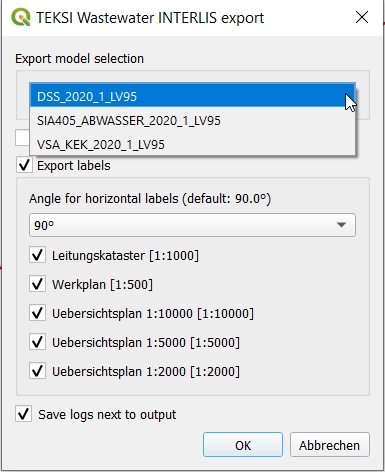 TEKSI Wastewater INTERLIS export
Export model selection
DSS_2020_1_LV95
SIA405_ABWASSER_2020_1_LV95
VSA_KEK_2020_1_LV95
Export labels
Angle for horizontal labels (default: 90.0°)
90°
Leitungskataster [1:1000]
Werkplan [1:500]
Uebersichtsplan 1:10000 [1:10000]
Uebersichtsplan 1:5000 [1:5000]
Uebersichtsplan 1:2000 [1:2000]
Save logs next to output
OK Abbrechen